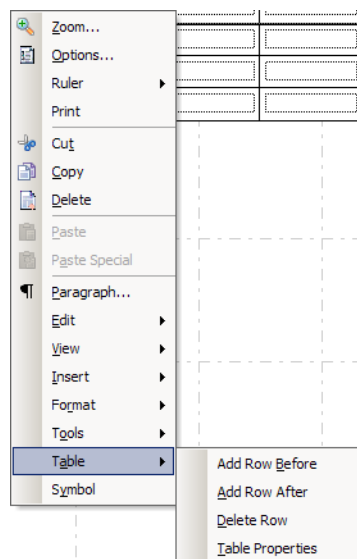 Zoom...
Options...
Ruler
Print
Cut
Copy
Delete
Paste
Paste Special
Paragraph...
Edit
View
Insert
Format
Tools
Table
Symbol
Add Row Before
Add Row After
Delete Row
Table Properties